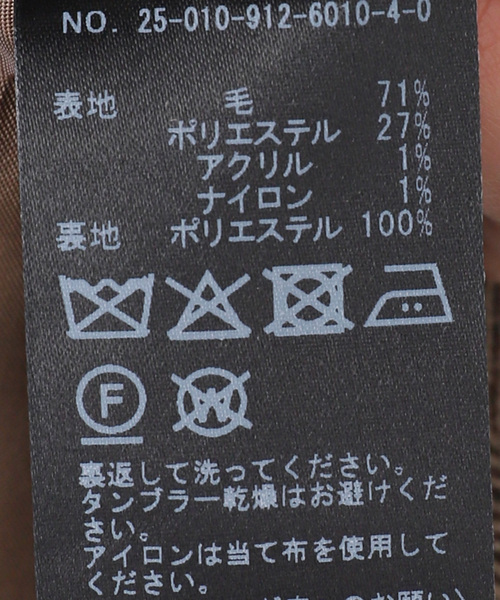 NO. 25-010-912-6010-4-0
表地 毛 71%
ポリエステル 27%
アクリル 1%
ナイロン 1%
裏地 ポリエステル 100%
F W
裏返して洗ってください。
タンブラー乾燥はお避けくだ
さい。
アイロンは当て布を使用して
ください。
のお願い)